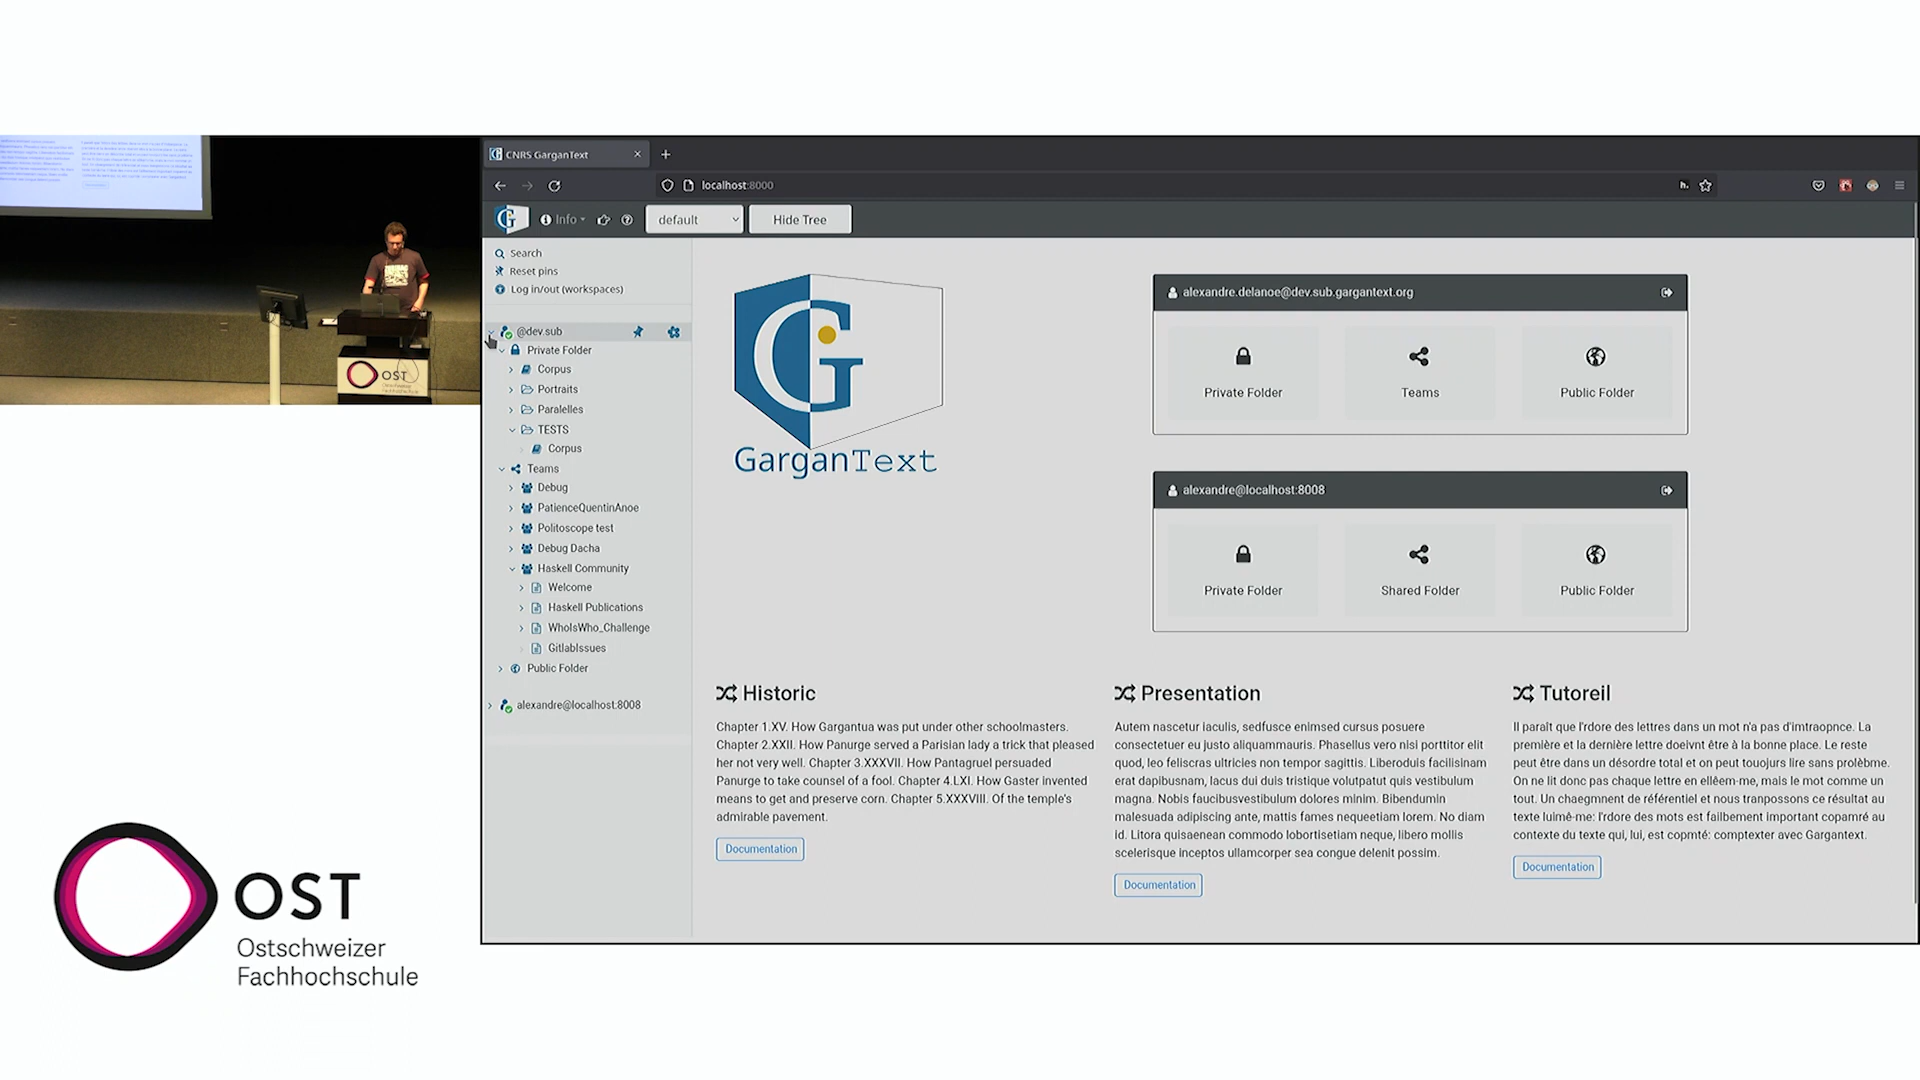 CNRS GarganText
localhost:8000
Info
default
Hide Tree
Search
Reset pins
Log in/out (workspaces)
@dev.sub
Private Folder
Corpus
Portraits
Paralelles
TESTS
Corpus
Teams
Debug
PatienceQuentinAnoe
Politoscope test
Debug Dacha
Haskell Community
Welcome
Haskell Publications
WhoIsWho_Challenge
GitlabIssues
Public Folder
alexandre@localhost:8008
GarganText
alexandre.delanoe@dev.sub.gargantext.org
Private Folder
Teams
Public Folder
alexandre@localhost:8008
Private Folder
Shared Folder
Public Folder
Historic
Chapter 1.XV. How Gargantua was put under other schoolmasters.
Chapter 2.XXII. How Panurge served a Parisian lady a trick that pleased
her not very well. Chapter 3.XXXVII. How Pantagruel persuaded
Panurge to take counsel of a fool. Chapter 4.LXI. How Gaster invented
means to get and preserve corn. Chapter 5.XXXVIII. Of the temple's
admirable pavement.
Documentation
Presentation
Autem nascetur iaculis, sedfusce enimsed cursus posuere
consectetuer eu justo aliquammauris. Phasellus vero nisi porttitor elit
quod, leo feliscras ultricies non tempor sagittis. Liberoduis facilisinam
erat dapibusnam, lacus dui duis tristique volutpat quis vestibulum
magna. Nobis faucibusvestibulum dolores minim. Bibendumin
malesuada adipiscing ante, mattis fames nequeetiam lorem. No diam
id. Litora quisaenean commodo lobortisetiam neque, libero mollis
scelerisque inceptos ullamcorper sea congue delenit possim.
Documentation
Tutoreil
Il paraît que l'rdore des lettres dans un mot n'a pas d'imtraopnce. La
première et la dernière lettre doeivnt être à la bonne place. Le reste
peut être dans un désordre total et on peut touojurs lire sans prolèbme.
On ne lit donc pas chaque lettre en ellêem-me, mais le mot comme un
tout. Un chaegmnent de référentiel et nous tranpossons ce résultat au
texte luimê-me: l'rdore des mots est failbement important copamré au
contexte du texte qui, lui, est copmté: comptexter avec Gargantext.
Documentation
OST
OST
Ostschweizer
Fachhochschule